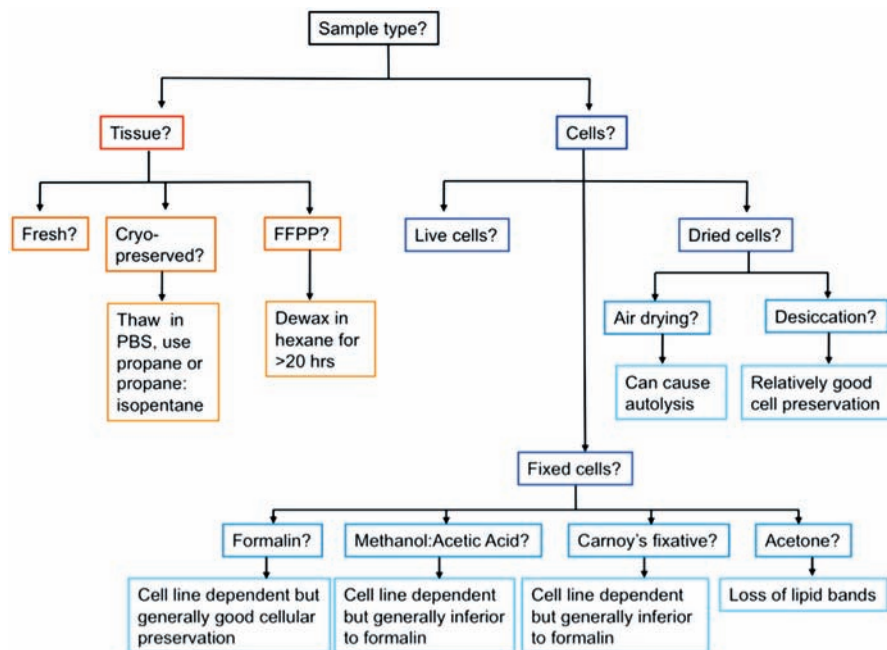 Sample type?
Tissue?
Cells?
Fresh?
Cryo-
preserved?
FFPP?
Live cells?
Dried cells?
Thaw in
PBS, use
propane or
propane:
isopentane
Dewax in
hexane for
>20 hrs
Air drying?
Desiccation?
Can cause
autolysis
Relatively good
cell preservation
Fixed cells?
Formalin?
Methanol:Acetic Acid?
Carnoy's fixative?
Acetone?
Cell line dependent but
generally good cellular
preservation
Cell line dependent
but generally inferior
to formalin
Cell line dependent
but generally inferior
to formalin
Loss of lipid bands